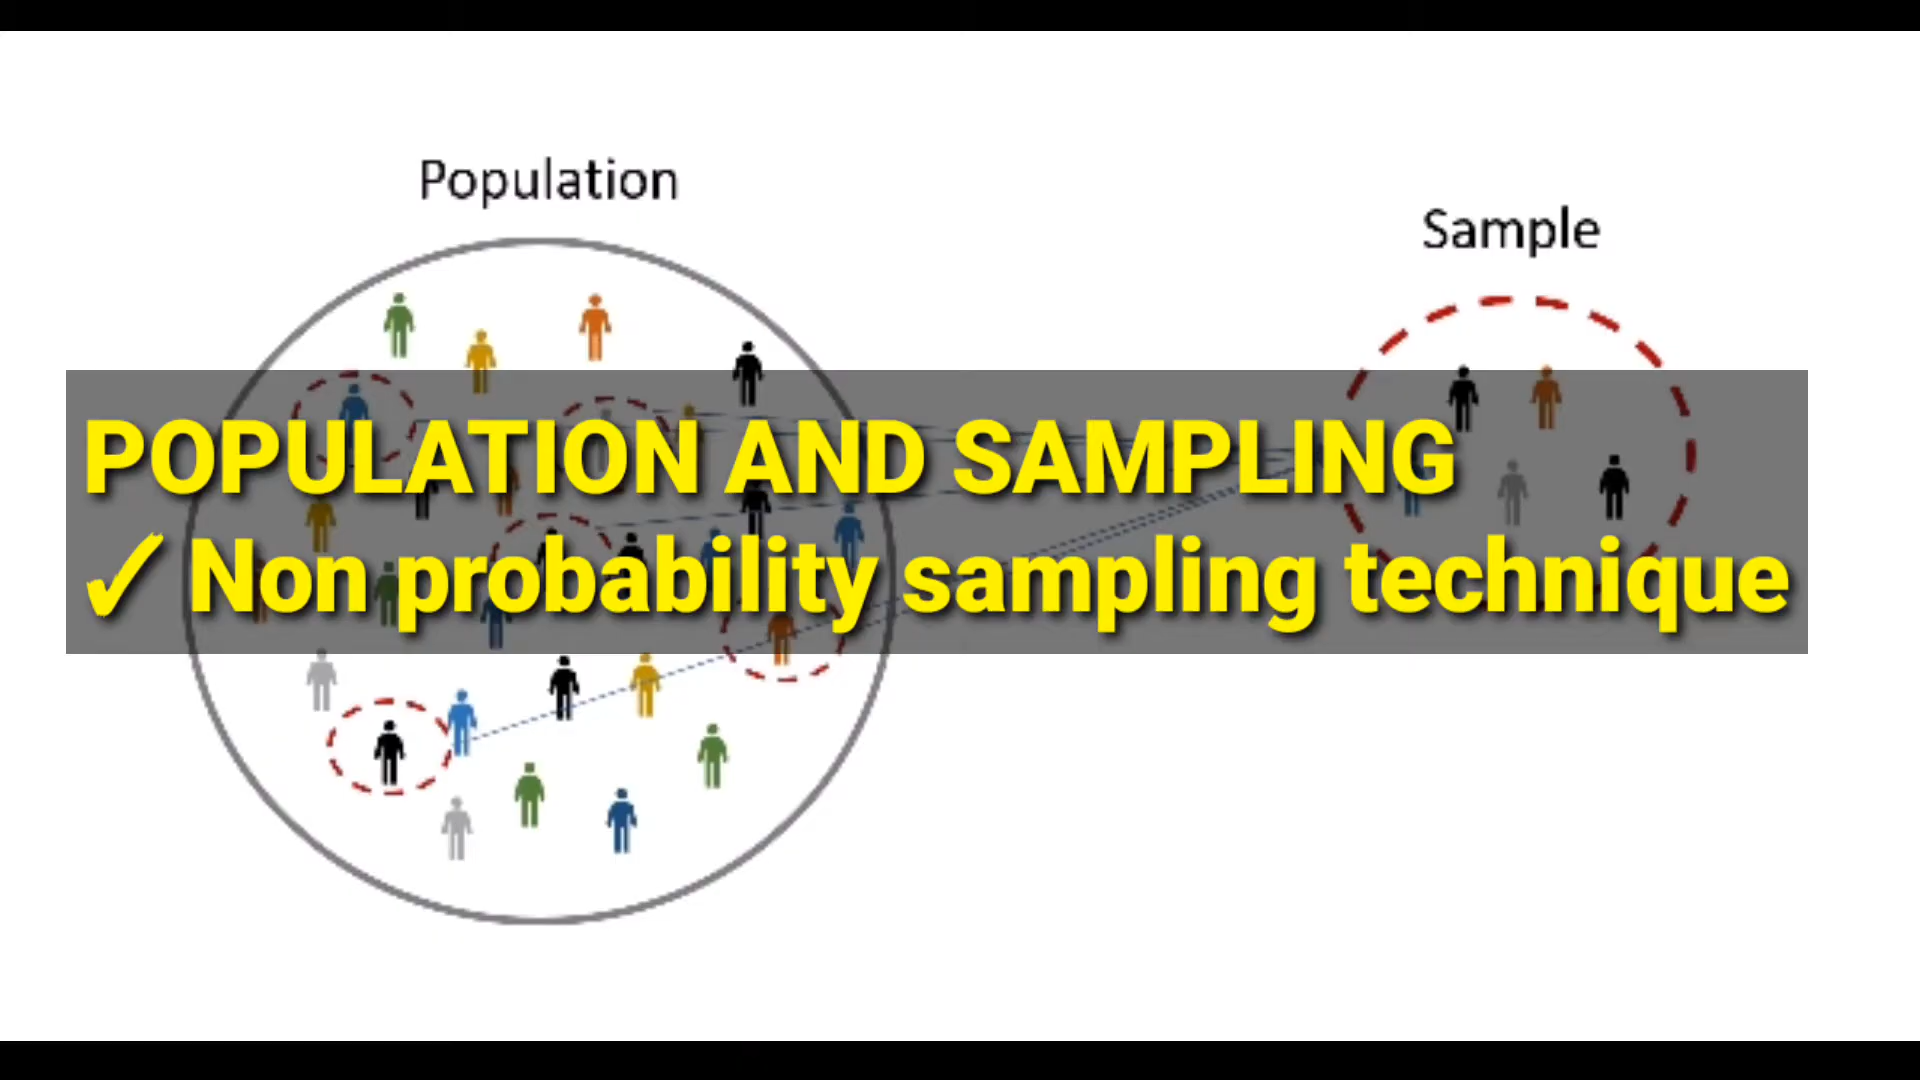 Population
Sample
POPULATION AND SAMPLING
✓ Non probability sampling technique